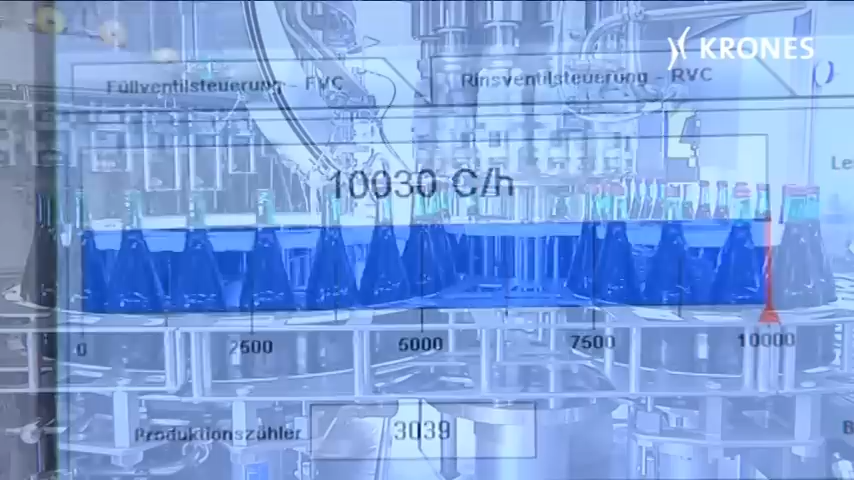 KRONES
Füllventilsteuerung - FVC
Rinsventilsteuerung - RVC
10030 C/h
0 2500 5000 7500 10000
Produktionszähler 3039